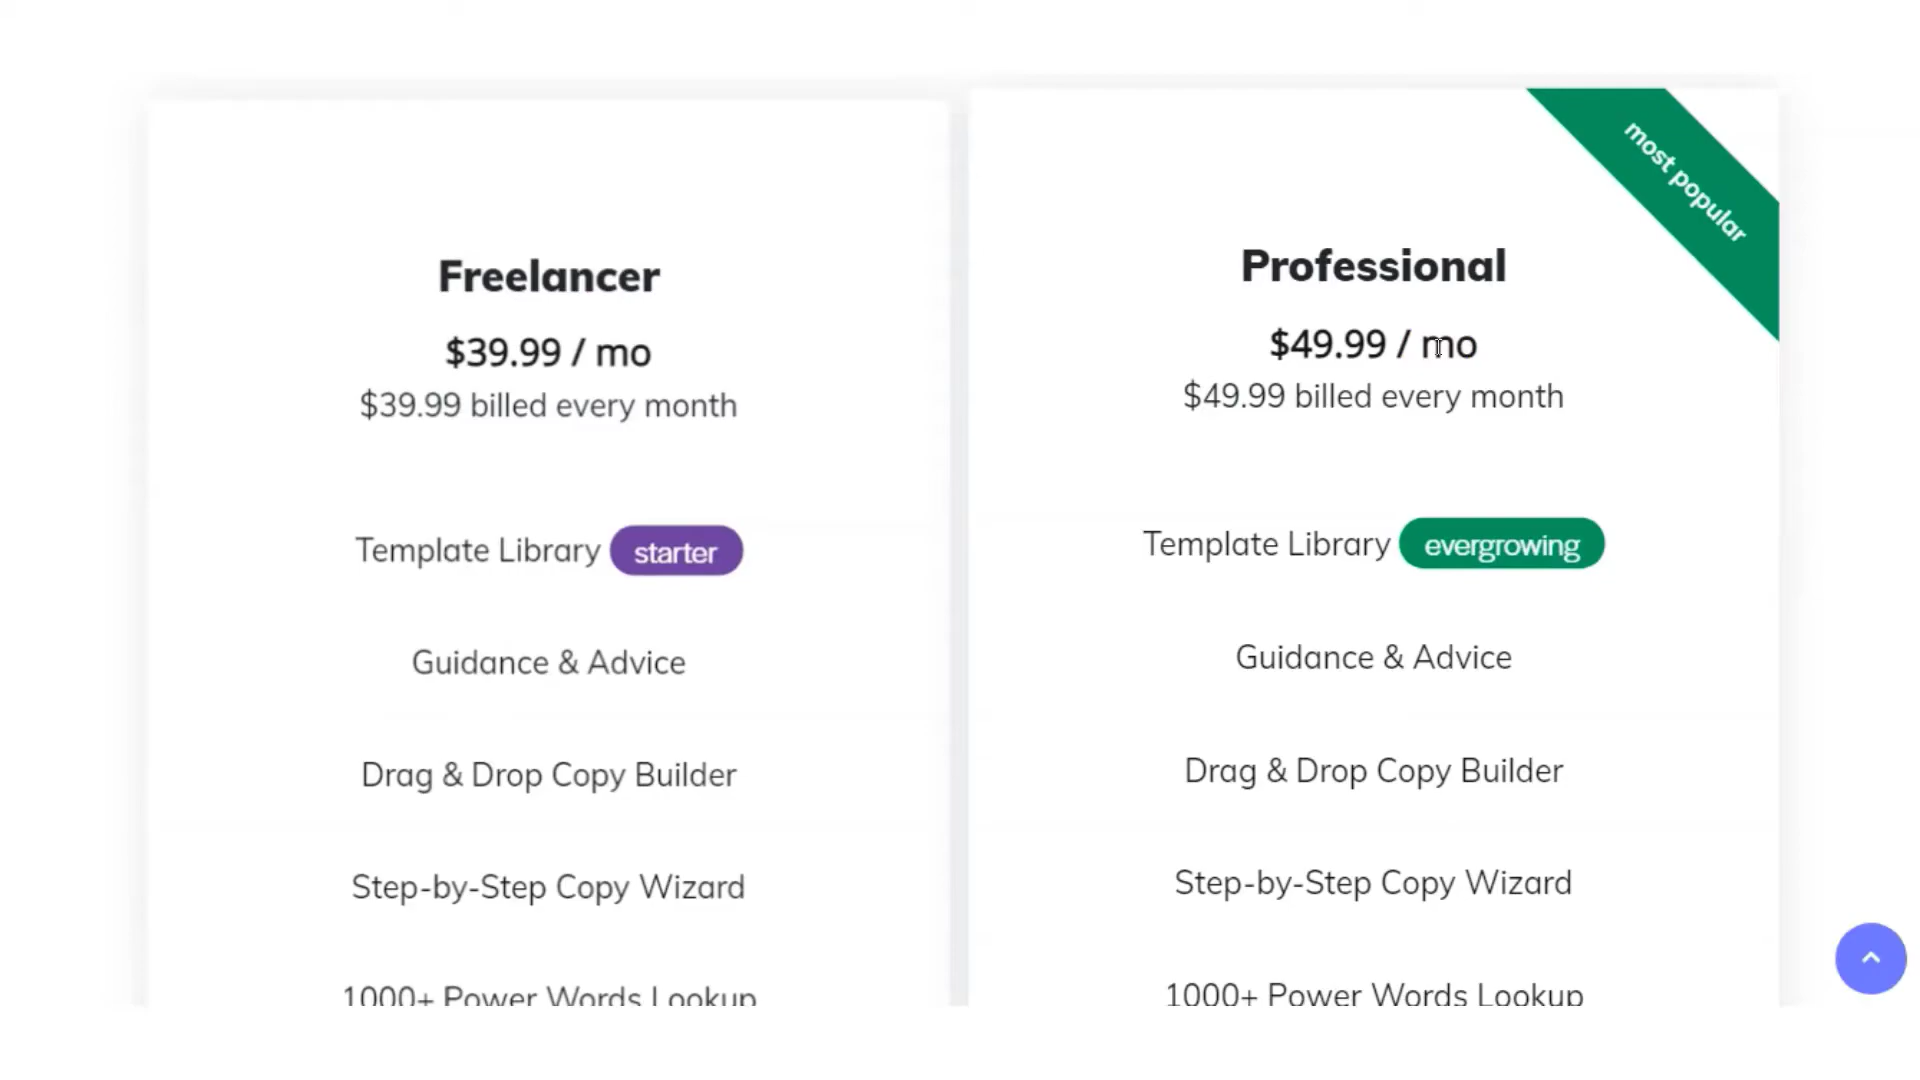 Freelancer
$39.99 / mo
$39.99 billed every month
Template Library starter
Guidance & Advice
Drag & Drop Copy Builder
Step-by-Step Copy Wizard
1000+ Power Words Lookup
most popular
Professional
$49.99 / mo
$49.99 billed every month
Template Library evergrowing
Guidance & Advice
Drag & Drop Copy Builder
Step-by-Step Copy Wizard
1000+ Power Words Lookup